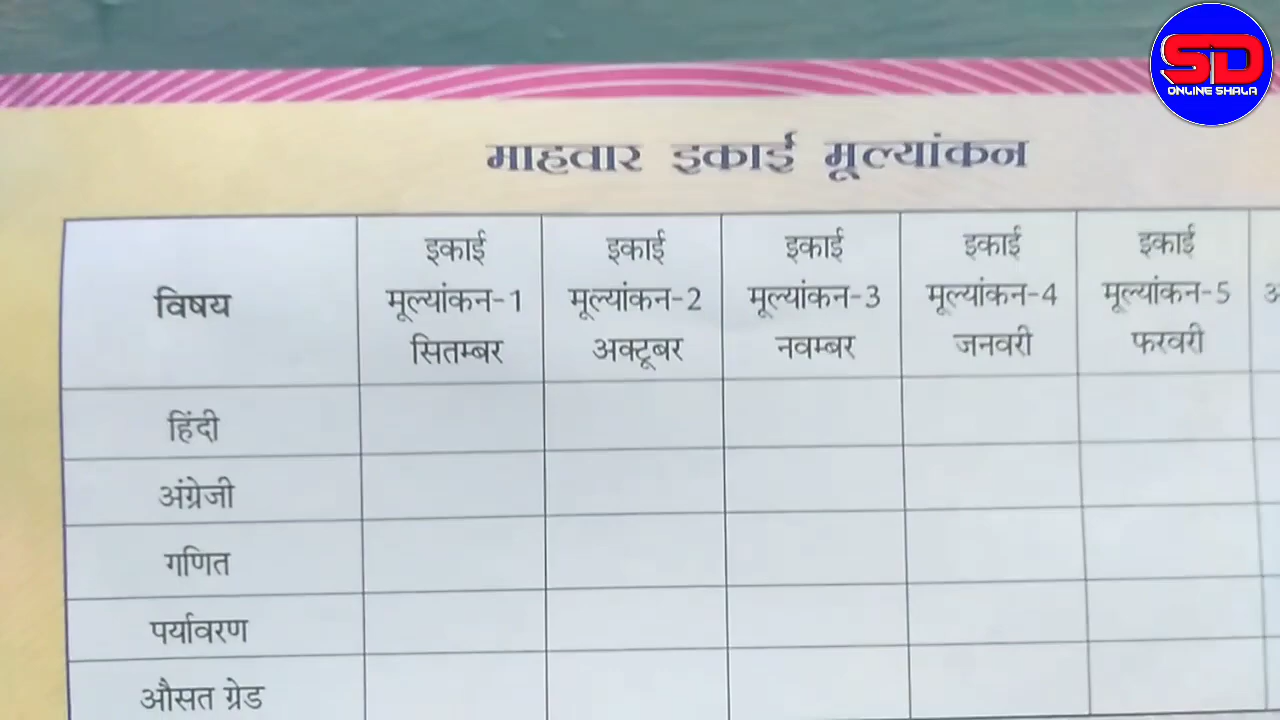 SD
ONLINE SHALA
माहवार इकाई मूल्यांकन
विषय
इकाई
मूल्यांकन-1
सितम्बर
इकाई
मूल्यांकन-2
अक्टूबर
इकाई
मूल्यांकन-3
नवम्बर
इकाई
मूल्यांकन-4
जनवरी
इकाई
मूल्यांकन-5
फरवरी
हिंदी
अंग्रेजी
गणित
पर्यावरण
औसत ग्रेड